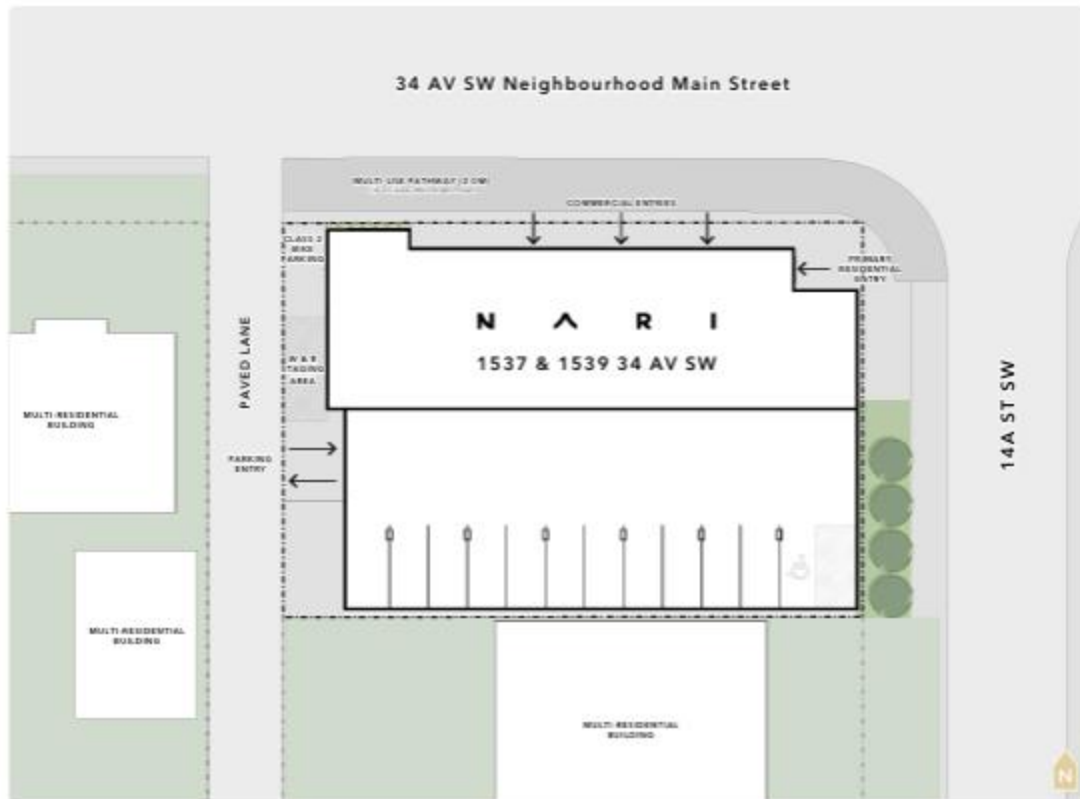 34 AV SW Neighbourhood Main Street
MULTI-USE PATHWAY (3.0M)
COMMERCIAL ENTRIES
CLASS 2
BIKE
PARKING
PRIMARY
RESIDENTIAL
ENTRY
N A R I
1537 & 1539 34 AV SW
PAVED LANE
W & R
STAGING
AREA
14A ST SW
MULTI-RESIDENTIAL
BUILDING
PARKING
ENTRY
MULTI-RESIDENTIAL
BUILDING
MULTI-RESIDENTIAL
BUILDING
N